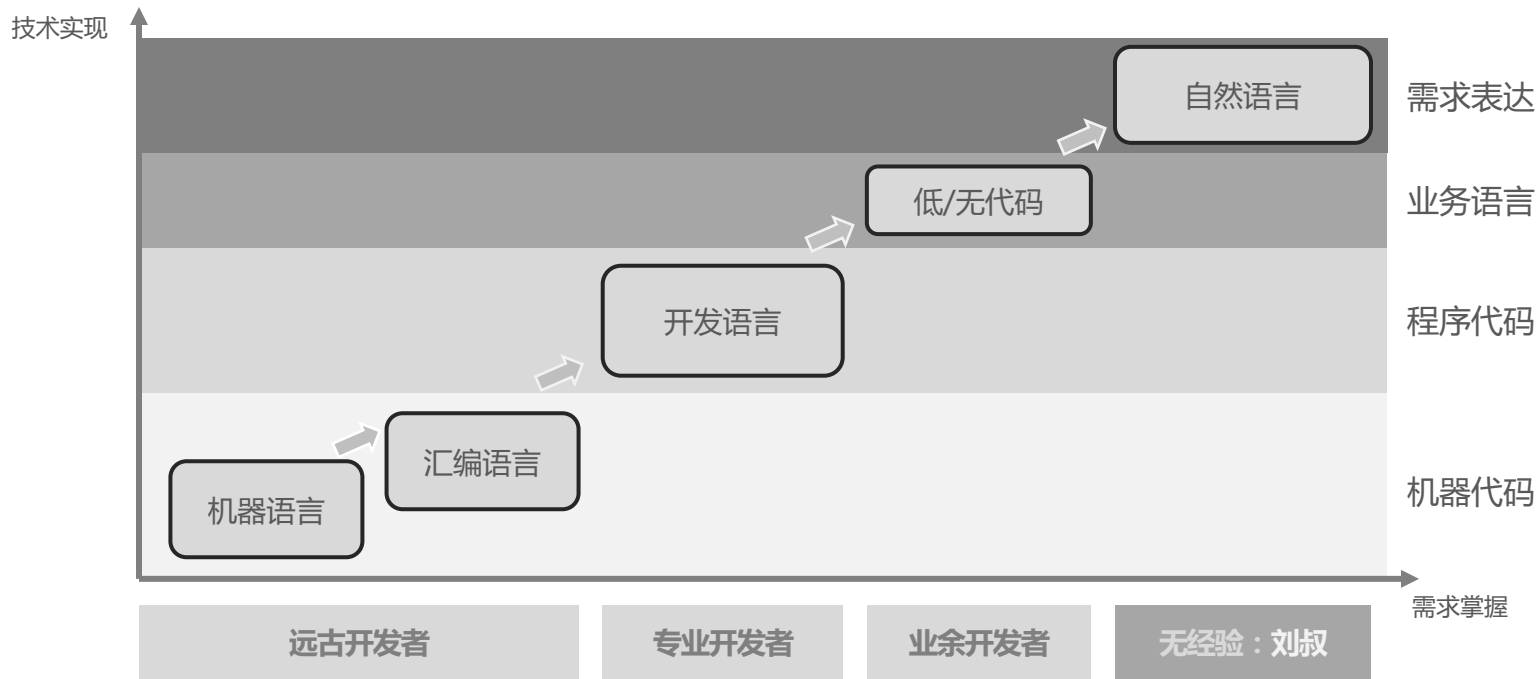 技术实现
自然语言
需求表达
低/无代码
业务语言
开发语言
程序代码
汇编语言
机器语言
机器代码
需求掌握
远古开发者
专业开发者
业余开发者
无经验：刘叔